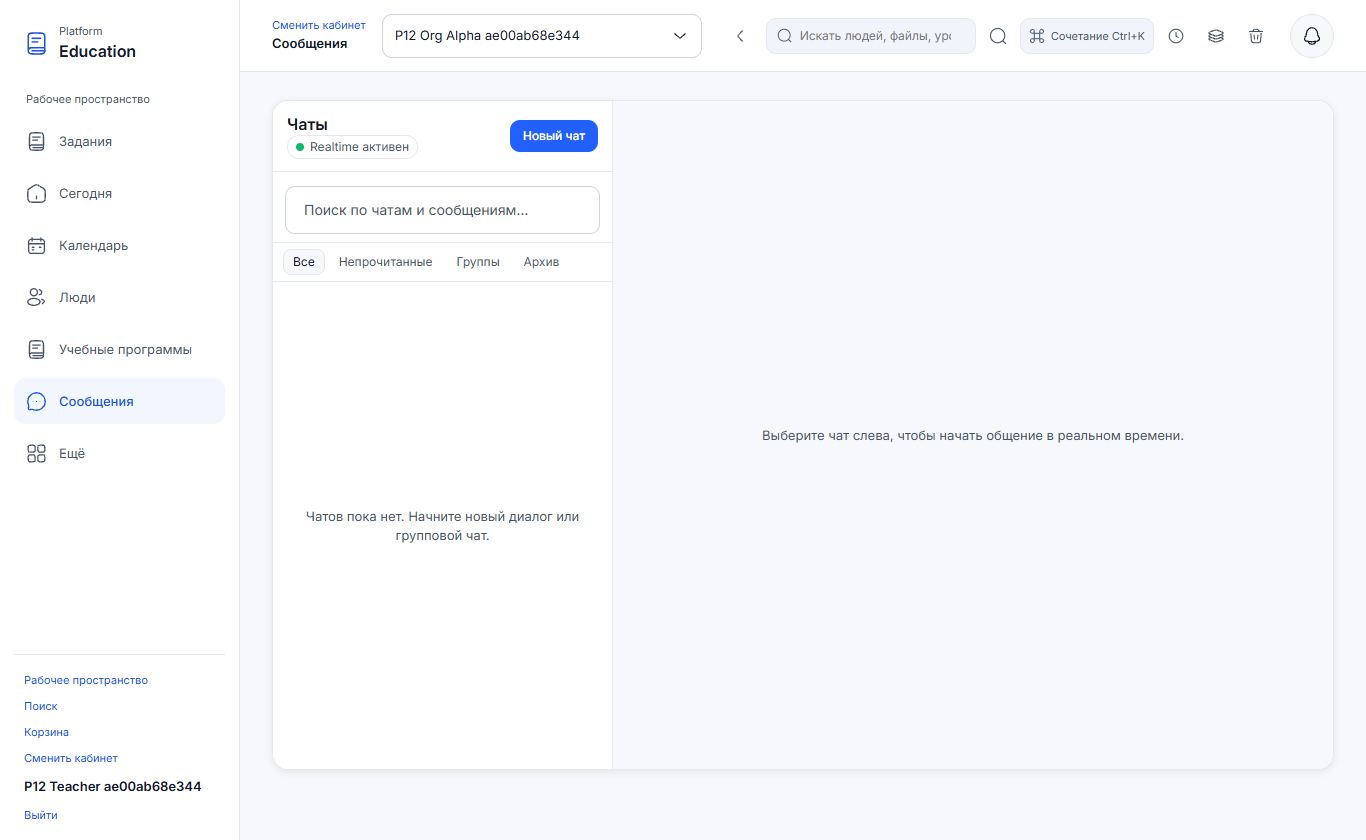 Platform
Education
Рабочее пространство
Задания
Сегодня
Календарь
Люди
Учебные программы
Сообщения
Ещё
Рабочее пространство
Поиск
Корзина
Сменить кабинет
P12 Teacher ae00ab68e344
Выйти
Сменить кабинет
Сообщения
P12 Org Alpha ae00ab68e344
Искать людей, файлы, уро
Сочетание Ctrl+K
Чаты
Realtime активен
Новый чат
Поиск по чатам и сообщениям...
Все Непрочитанные Группы Архив
Чатов пока нет. Начните новый диалог или
групповой чат.
Выберите чат слева, чтобы начать общение в реальном времени.